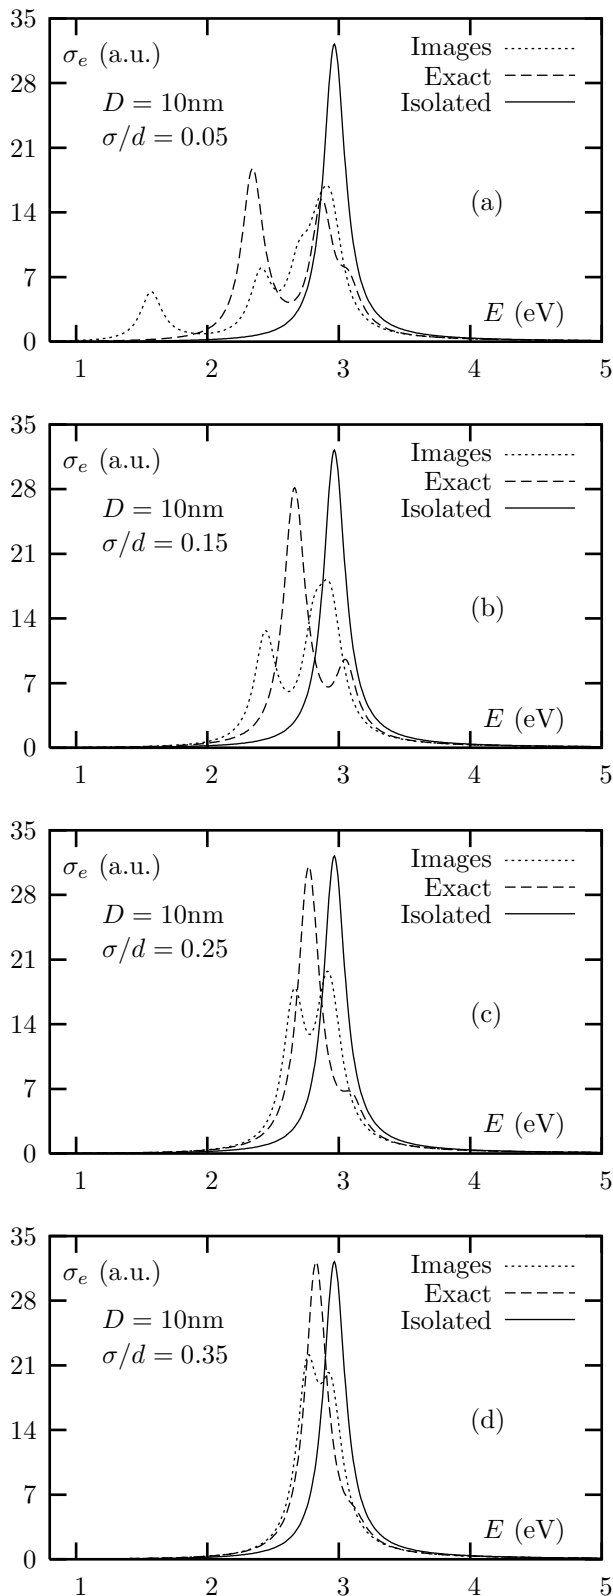 35
σe (a.u.)
Images
28
D = 10nm
Exact
σ/d = 0.05
Isolated
21
14
(a)
7
E (eV)
0
1 2 3 4 5
35
σe (a.u.)
Images
28
D = 10nm
Exact
σ/d = 0.15
Isolated
21
14
(b)
7
E (eV)
0
1 2 3 4 5
35
σe (a.u.)
Images
28
D = 10nm
Exact
σ/d = 0.25
Isolated
21
14
(c)
7
E (eV)
0
1 2 3 4 5
35
σe (a.u.)
Images
28
D = 10nm
Exact
σ/d = 0.35
Isolated
21
14
(d)
7
E (eV)
0
1 2 3 4 5